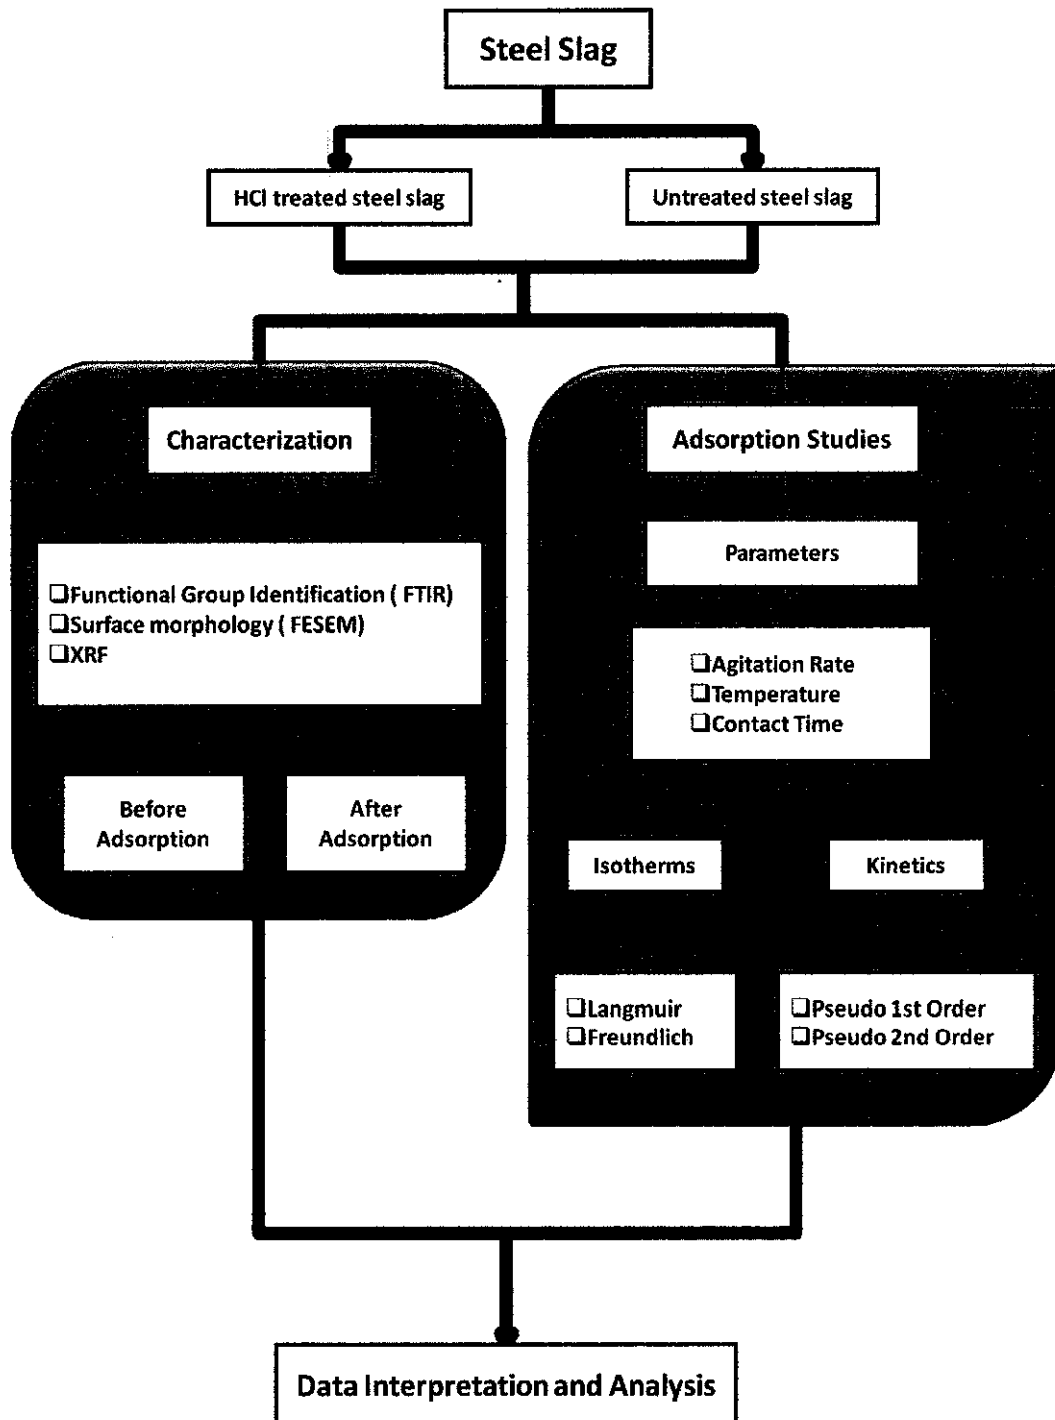 Steel Slag
HCl treated steel slag
Untreated steel slag
Characterization
❑Functional Group Identification ( FTIR)
❑Surface morphology ( FESEM)
❑XRF
Before
Adsorption
After
Adsorption
Adsorption Studies
Parameters
❑Agitation Rate
❑Temperature
❑Contact Time
Isotherms
Kinetics
❑Langmuir
❑Freundlich
❑Pseudo 1st Order
❑Pseudo 2nd Order
Data Interpretation and Analysis